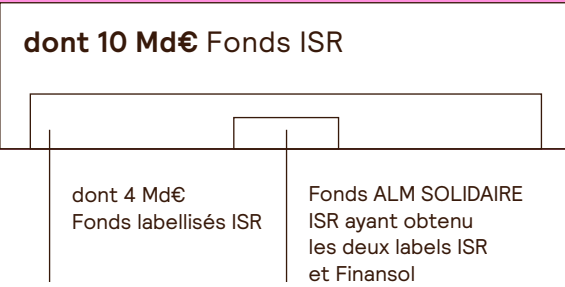 dont 10 Md€ Fonds ISR
dont 4 Md€
Fonds labellisés ISR
Fonds ALM SOLIDAIRE
ISR ayant obtenu
les deux labels ISR
et Finansol